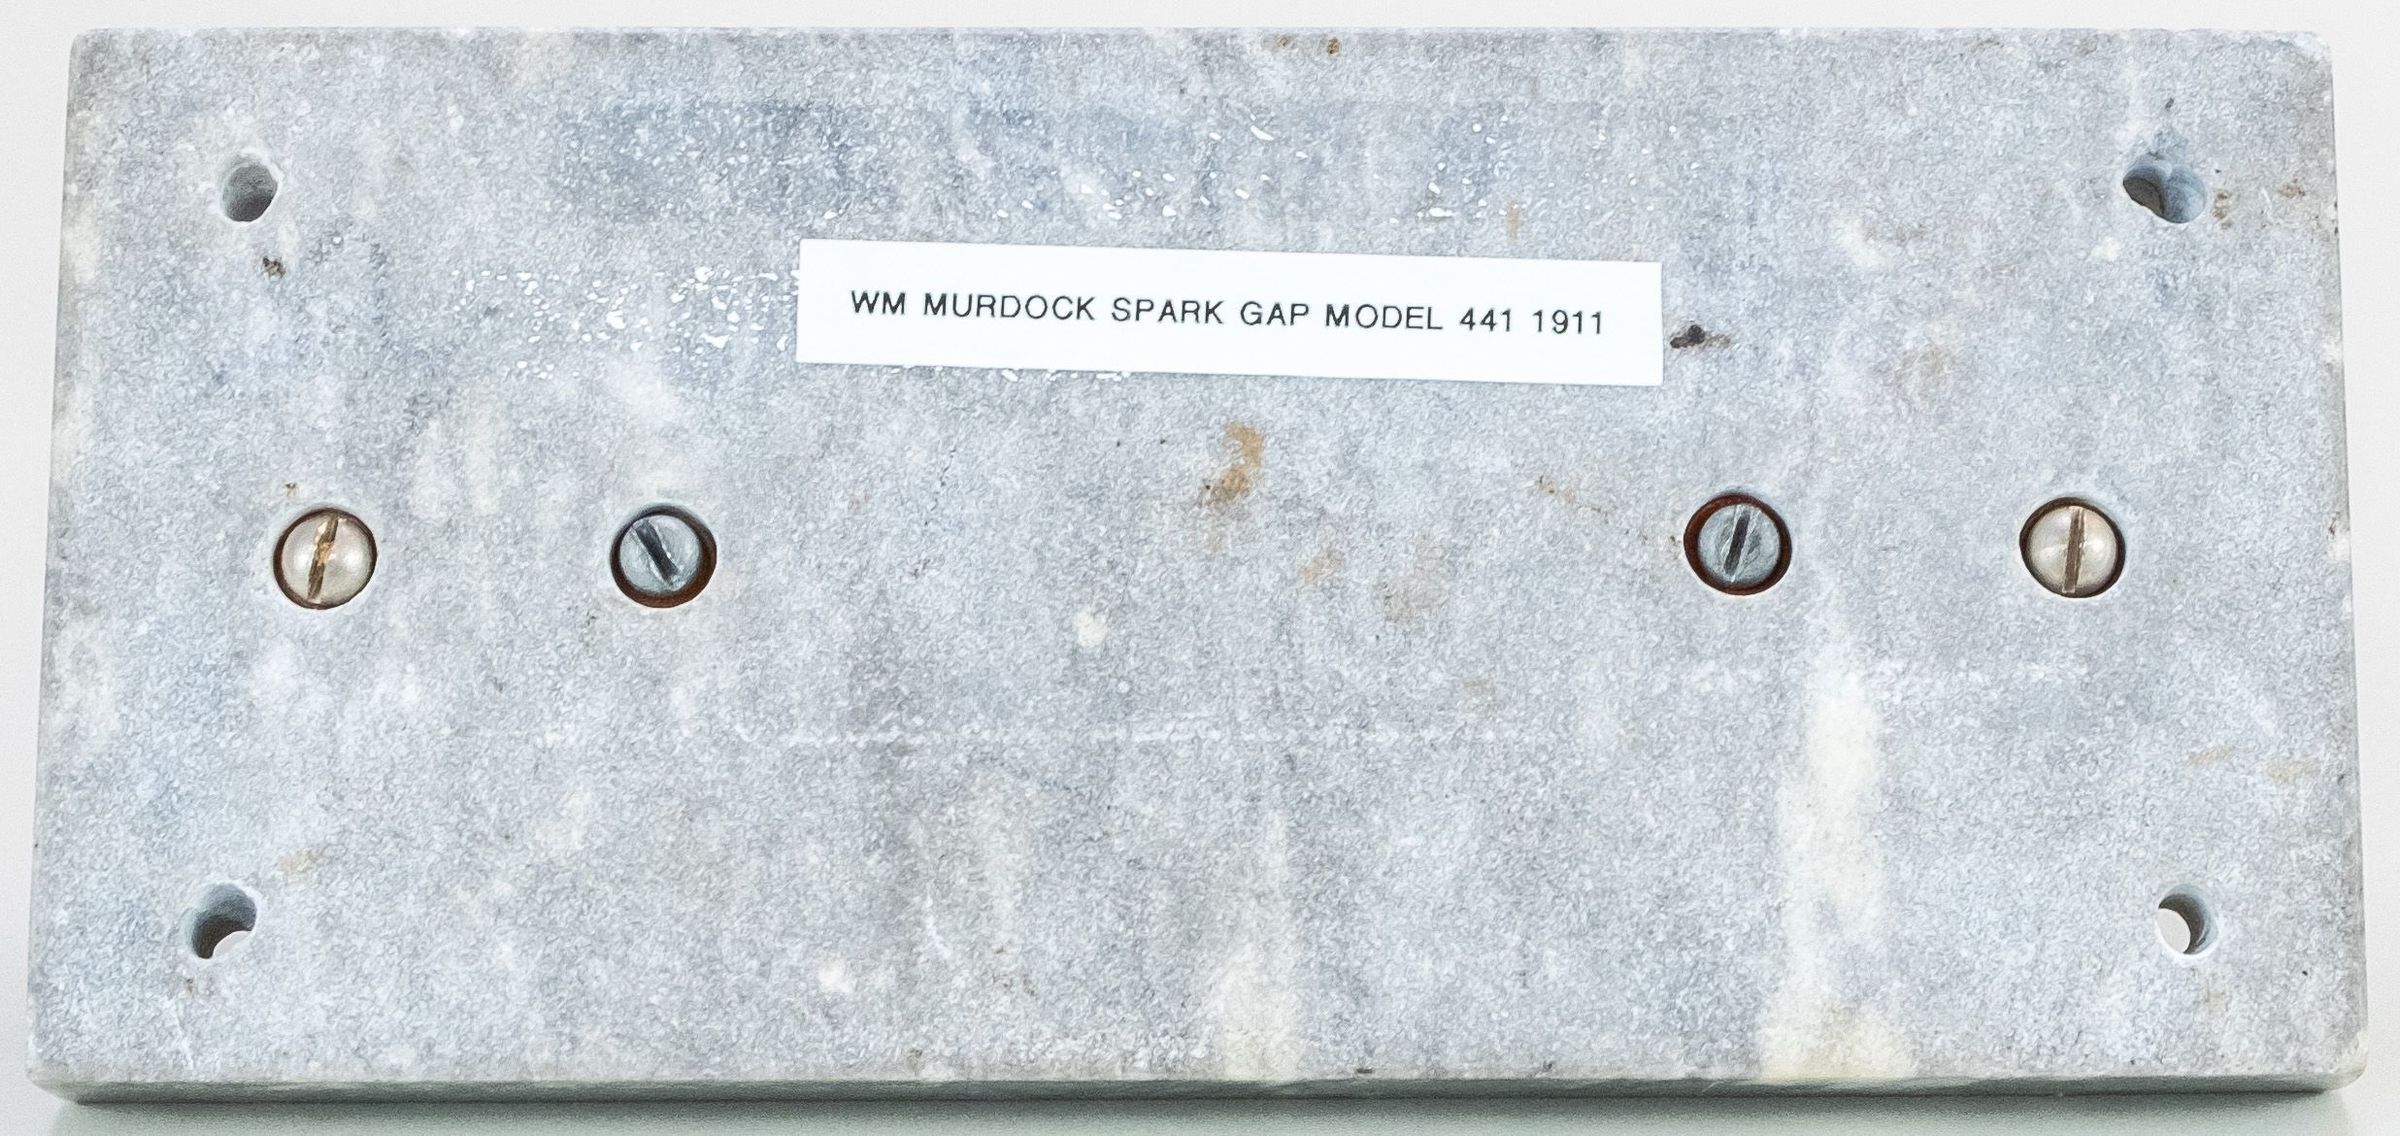 WM MURDOCK SPARK GAP MODEL 441 1911